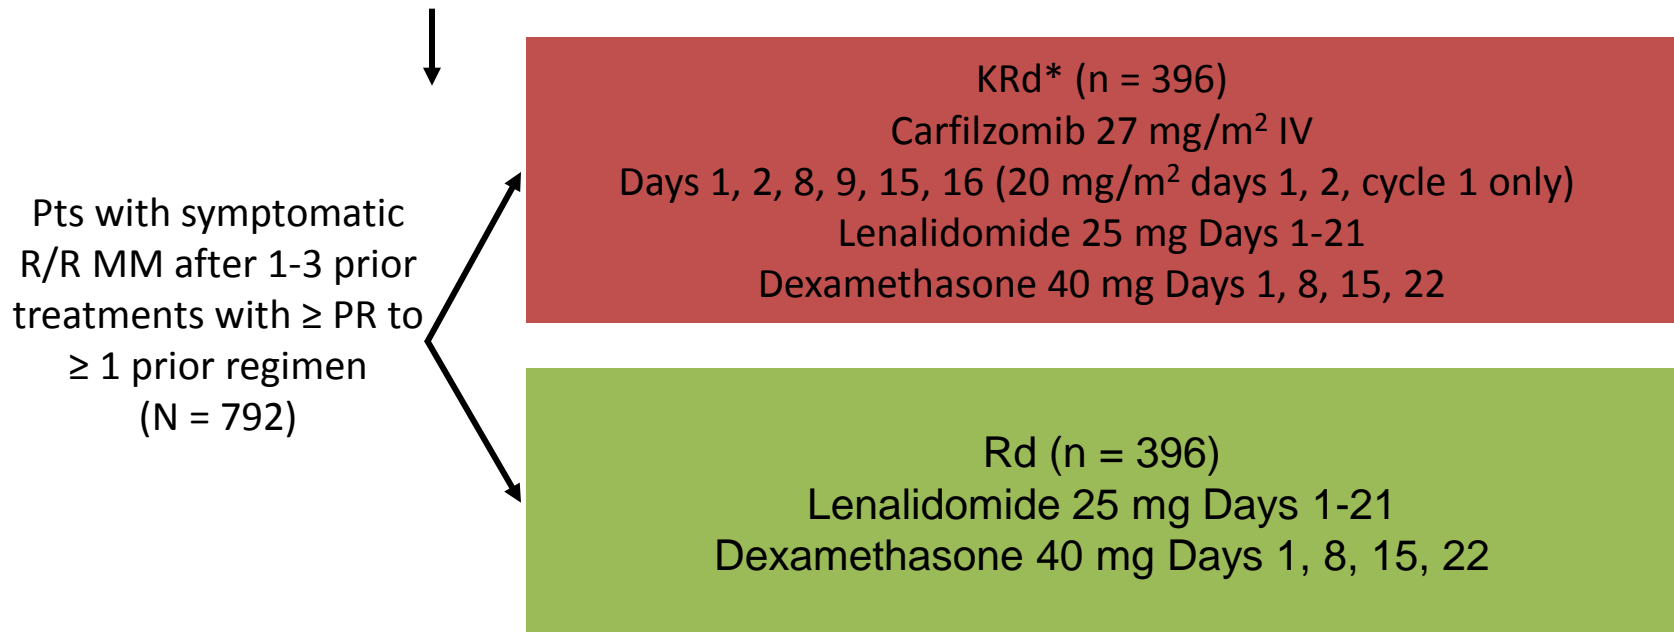 Pts with symptomatic
R/R MM after 1-3 prior
treatments with ≥ PR to
≥ 1 prior regimen
(N = 792)
KRd* (n = 396)
Carfilzomib 27 mg/m² IV
Days 1, 2, 8, 9, 15, 16 (20 mg/m² days 1, 2, cycle 1 only)
Lenalidomide 25 mg Days 1-21
Dexamethasone 40 mg Days 1, 8, 15, 22
Rd (n = 396)
Lenalidomide 25 mg Days 1-21
Dexamethasone 40 mg Days 1, 8, 15, 22